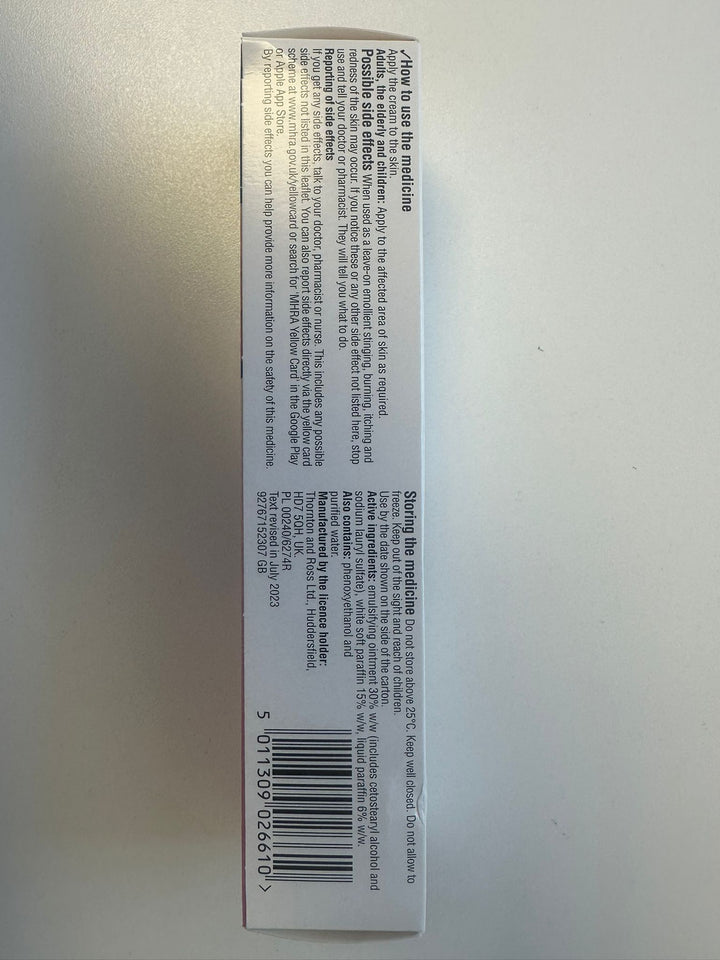 ✓How to use the medicine
Apply the cream to the skin.
Adults, the elderly and children: Apply to the affected area of skin as required.
Possible side effects When used as a leave-on emollient stinging, burning, itching and
redness of the skin may occur. If you notice these or any other side effect not listed here, stop
use and tell your doctor or pharmacist. They will tell you what to do.
Reporting of side effects
If you get any side effects, talk to your doctor, pharmacist or nurse. This includes any possible
side effects not listed in this leaflet. You can also report side effects directly via the yellow card
scheme at www.mhra.gov.uk/yellowcard or search for 'MHRA Yellow Card' in the Google Play
or Apple App Store.
By reporting side effects you can help provide more information on the safety of this medicine.
Storing the medicine Do not store above 25°C. Keep well closed. Do not allow to
freeze. Keep out of the sight and reach of children.
Use by the date shown on the side of the carton.
Active ingredients: emulsifying ointment 30% w/w (includes cetostearyl alcohol and
sodium lauryl sulfate), white soft paraffin 15% w/w, liquid paraffin 6% w/w.
Also contains: phenoxyethanol and
purified water.
Manufactured by the licence holder:
Thornton and Ross Ltd., Huddersfield,
HD7 5QH, UK.
PL 00240/6274R
Text revised in July 2023
92767152307 GB
5 011309 026610 >